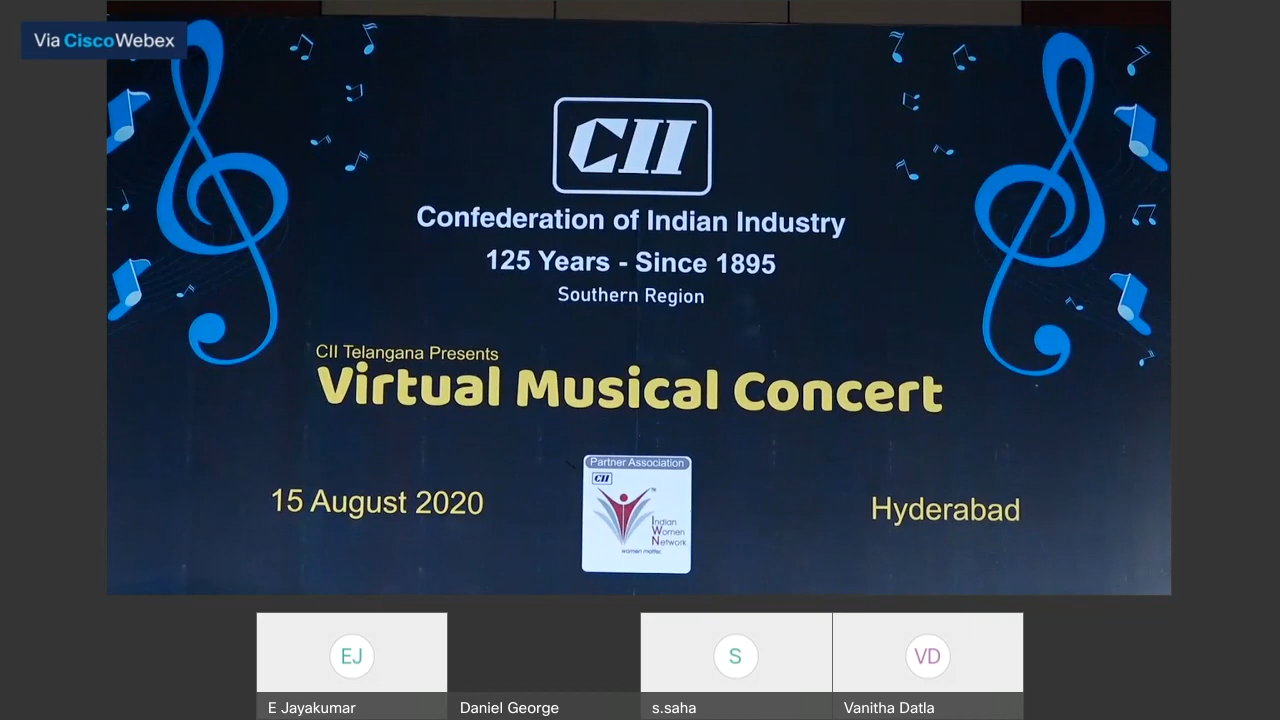 Via CiscoWebex
CII
Confederation of Indian Industry
125 Years - Since 1895
Southern Region
CII Telangana Presents
Virtual Musical Concert
15 August 2020
Partner Association
CII
Indian
Women
Network
women matter
Hyderabad
EJ
S
VD
E Jayakumar
Daniel George
s.saha
Vanitha Datla